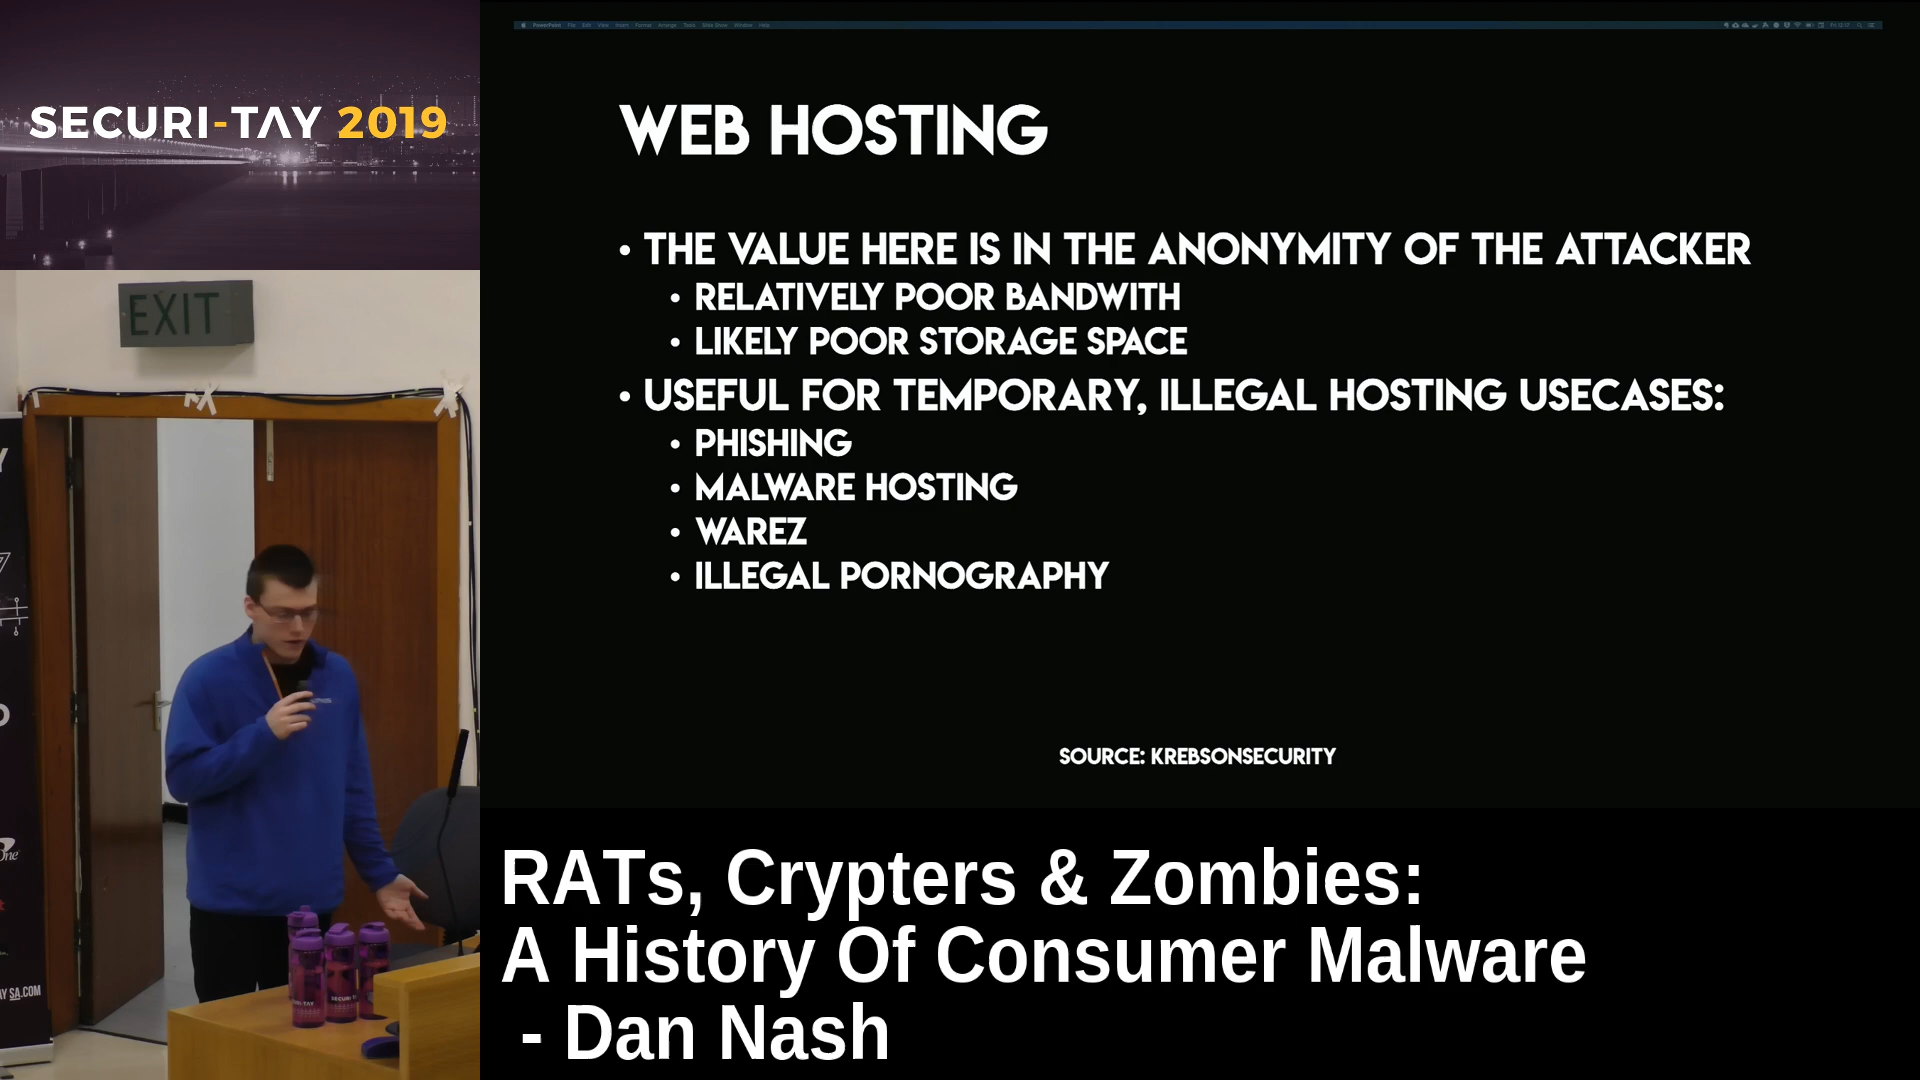 SECURI-TAY 2019
EXIT
WEB HOSTING
• THE VALUE HERE IS IN THE ANONYMITY OF THE ATTACKER
• RELATIVELY POOR BANDWITH
• LIKELY POOR STORAGE SPACE
• USEFUL FOR TEMPORARY, ILLEGAL HOSTING USECASES:
• PHISHING
• MALWARE HOSTING
• WAREZ
• ILLEGAL PORNOGRAPHY
SOURCE: KREBSONSECURITY
RATs, Crypters & Zombies:
A History Of Consumer Malware
- Dan Nash